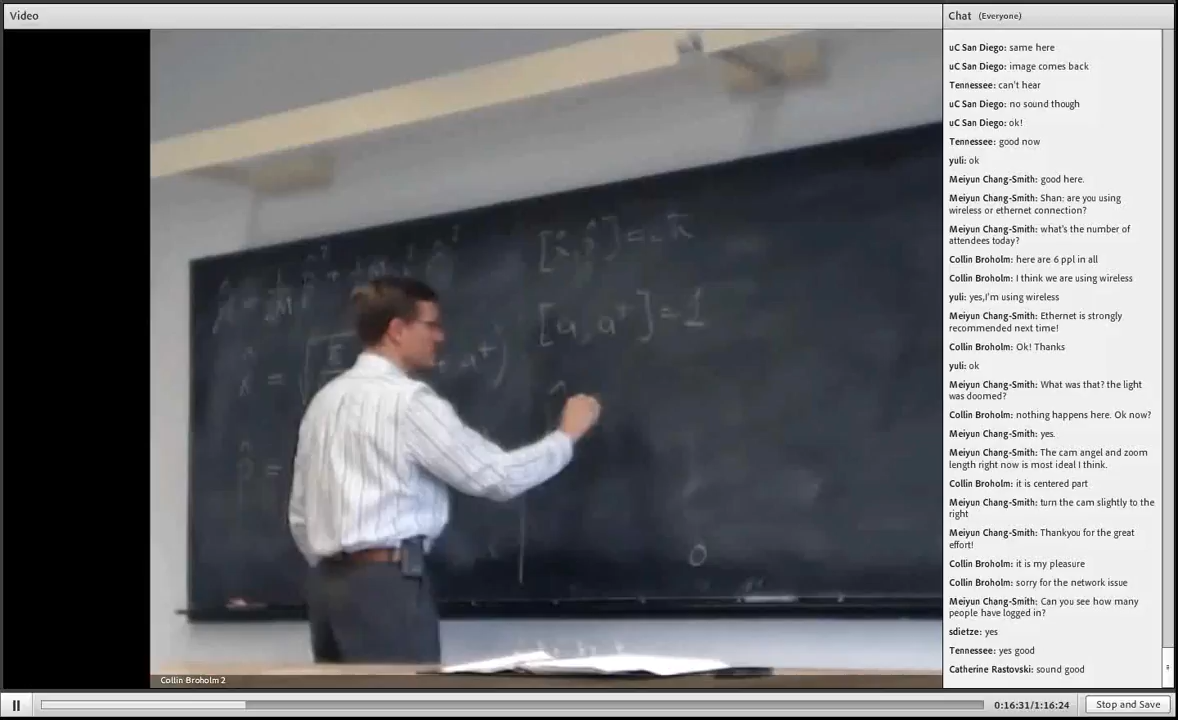 Video
Chat (Everyone)
uC San Diego: same here
uC San Diego: image comes back
Tennessee: can't hear
uC San Diego: no sound though
uC San Diego: ok!
Tennessee: good now
yuli: ok
Meiyun Chang-Smith: good here.
Meiyun Chang-Smith: Shan: are you using
wireless or ethernet connection?
Meiyun Chang-Smith: what's the number of
attendees today?
Collin Broholm: here are 6 ppl in all
Collin Broholm: I think we are using wireless
yuli: yes,I'm using wireless
Meiyun Chang-Smith: Ethernet is strongly
recommended next time!
Collin Broholm: Ok! Thanks
yuli: ok
Meiyun Chang-Smith: What was that? the light
was doomed?
Collin Broholm: nothing happens here. Ok now?
Meiyun Chang-Smith: yes.
Meiyun Chang-Smith: The cam angel and zoom
length right now is most ideal I think.
Collin Broholm: it is centered part
Meiyun Chang-Smith: turn the cam slightly to the
right
Meiyun Chang-Smith: Thankyou for the great
effort!
Collin Broholm: it is my pleasure
Collin Broholm: sorry for the network issue
Meiyun Chang-Smith: Can you see how many
people have logged in?
sdietze: yes
Tennessee: yes good
Catherine Rastovski: sound good
[a, a⁺] = 1
0
Collin Broholm 2
0:16:31/1:16:24
Stop and Save